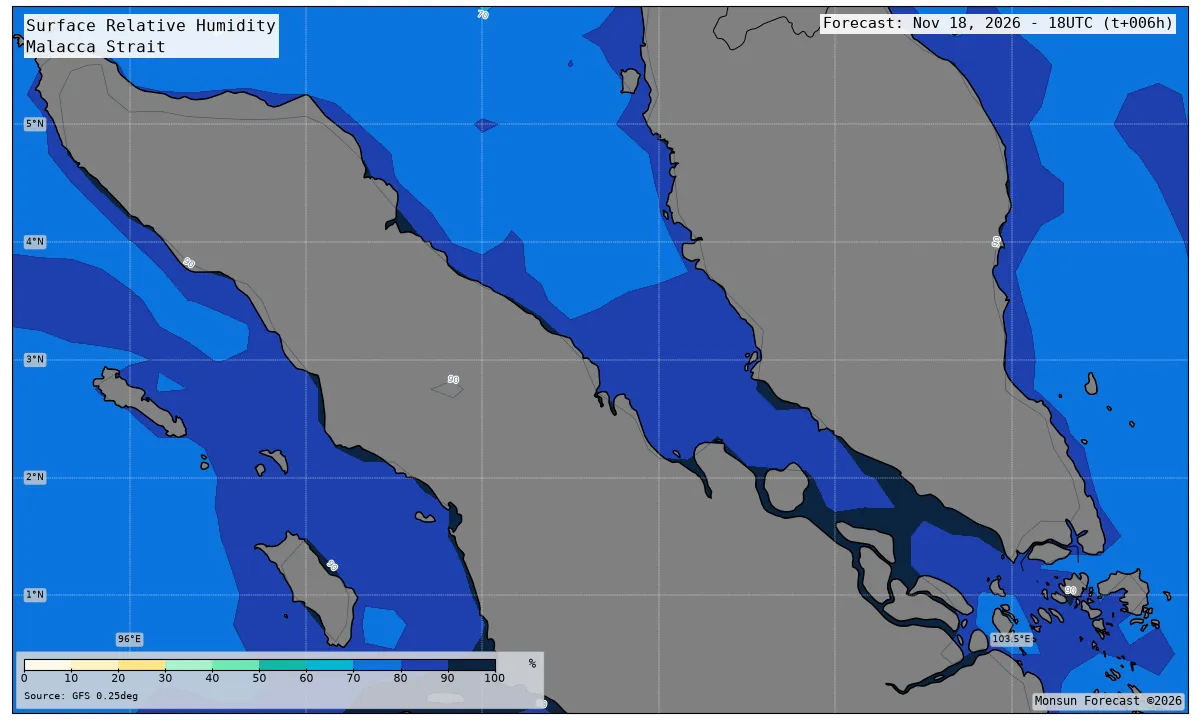 Surface Relative Humidity
Malacca Strait
Forecast: Nov 18, 2026 - 18UTC (t+006h)
70
5°N
4°N
90
90
3°N
90
2°N
90
1°N
90
96°E
103.5°E
%
0 10 20 30 40 50 60 70 80 90 100
Source: GFS 0.25deg
Monsun Forecast ©2026